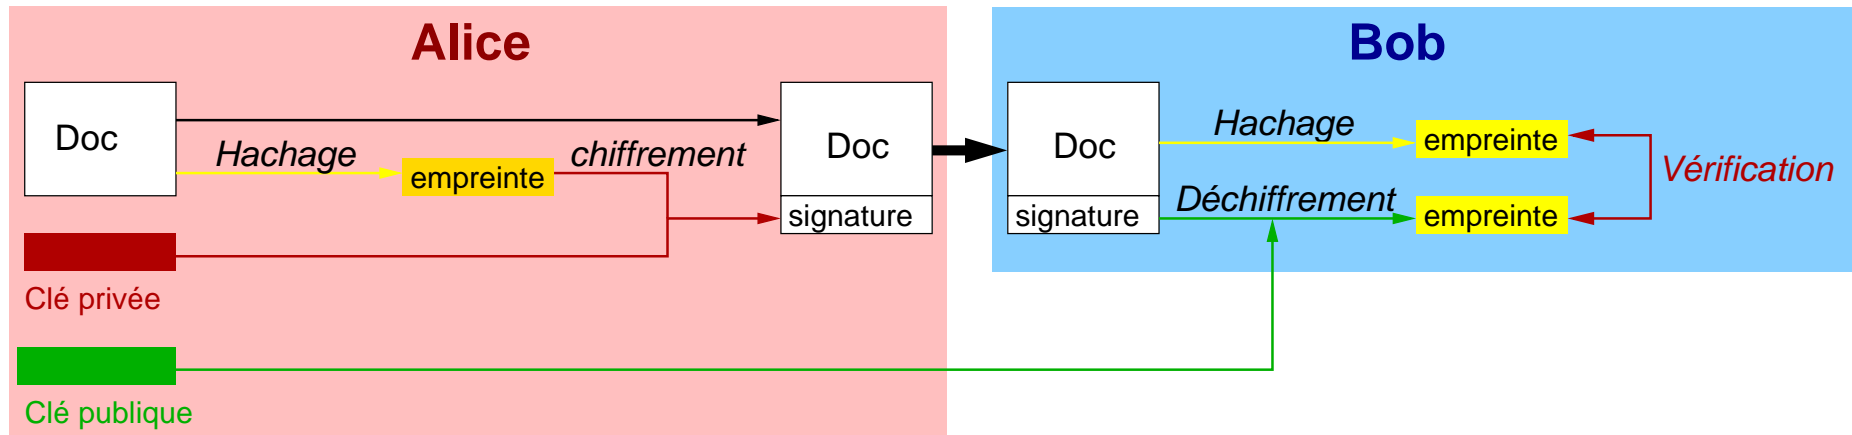 Alice
Bob
Doc
Hachage
empreinte
chiffrement
Doc
signature
Clé privée
Clé publique
Doc
signature
Hachage
empreinte
Déchiffrement
empreinte
Vérification